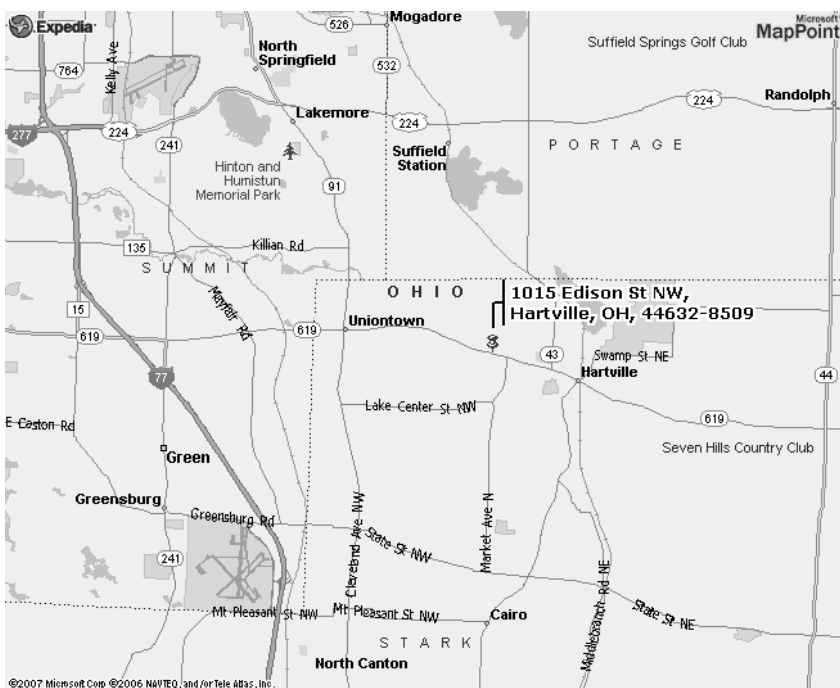 Expedia
Microsoft
MapPoint
Mogadore
526
North
Springfield
Suffield Springs Golf Club
764
Kelly Ave
243
532
Randolph
224
224
224
Lakemore
277
224
241
Suffield
Station
PORTAGE
Hinton and
Humistun
Memorial Park
91
135
Killian Rd
SUMMIT
OHIO
1015 Edison St NW,
Hartville, OH, 44632-8509
15
Mayfair Rd
619
619
Uniontown
43
Swamp St NE
Hartville
44
77
Lake Center St NW
619
E Caston Rd
Seven Hills Country Club
Green
Greensburg
Greensburg Rd
Cleveland Ave NW
State St NW
Market Ave N
241
Middlebranch Rd NE
Mt Pleasant St NW
Mt Pleasant St NW
Cairo
State St NE
STARK
North Canton
©2007 Microsoft Corp ©2006 NAVTEQ, and/or Tele Atlas, Inc.